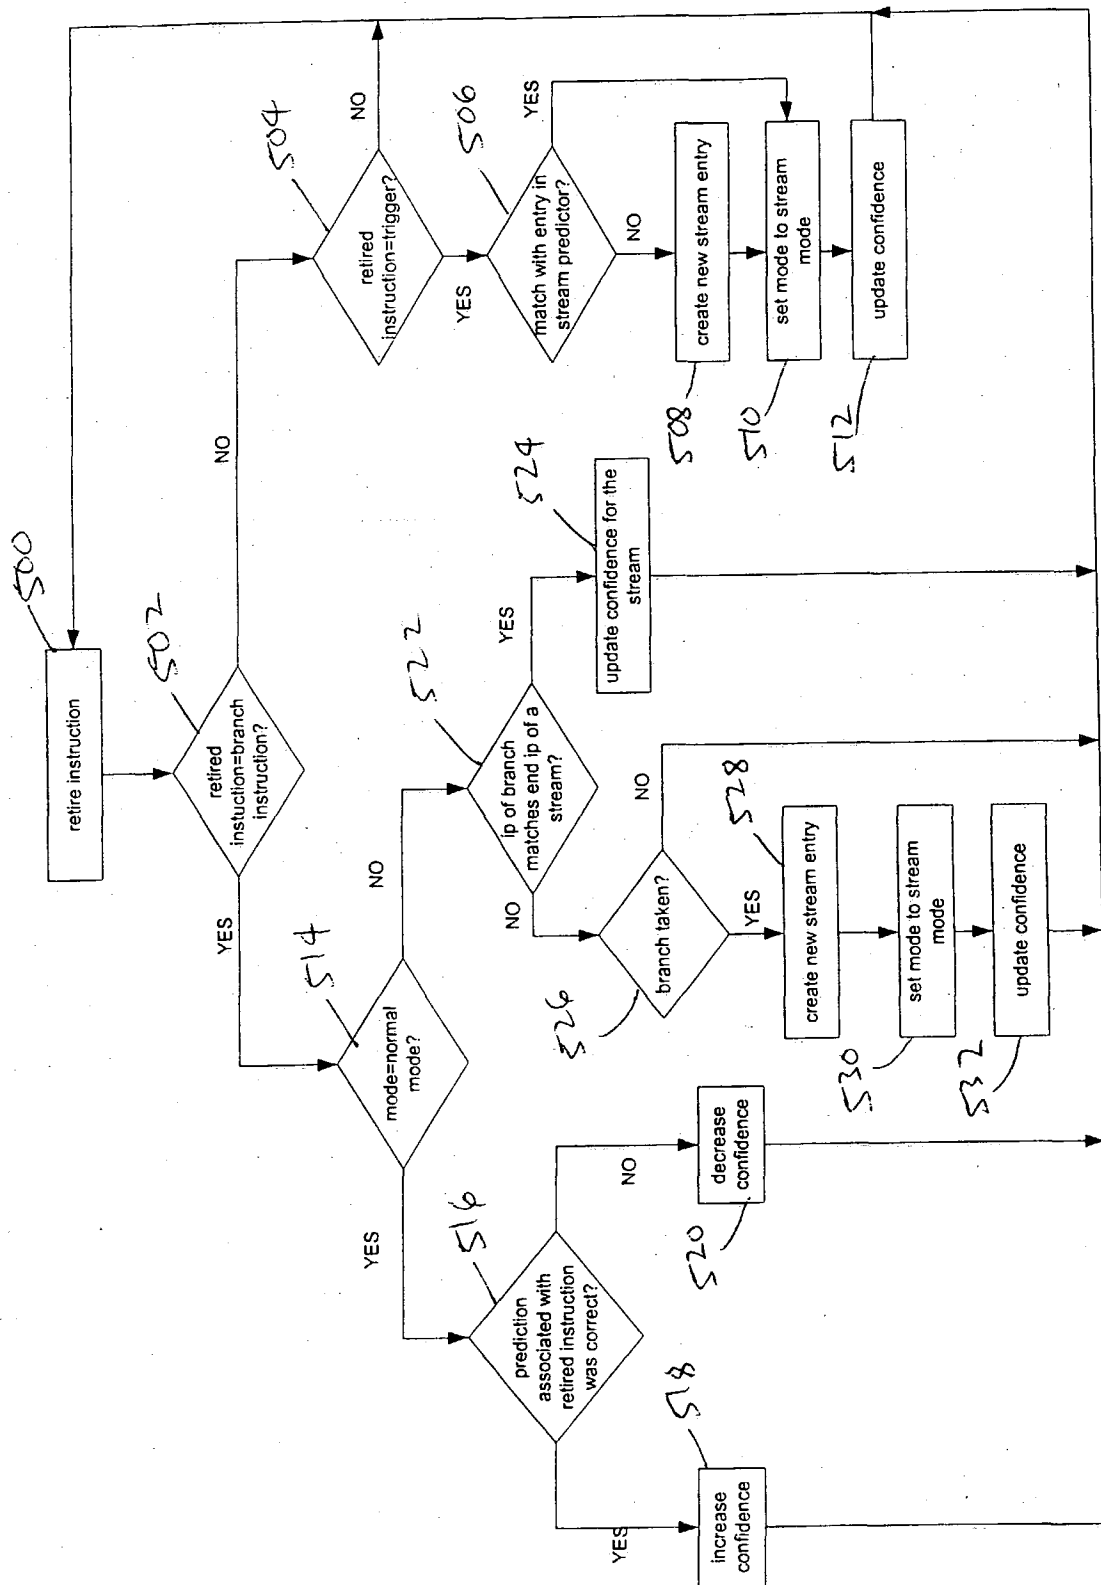 500
retire instruction
502
retired
instuction=branch
instruction?
YES
NO
504
retired
instruction=trigger?
NO
YES
506
match with entry in
stream predictor?
YES
NO
508
create new stream entry
510
set mode to stream
mode
512
update confidence
514
mode=normal
mode?
YES
NO
516
prediction
associated with
retired instruction
was correct?
YES
NO
518
increase
confidence
520
decrease
confidence
522
ip of branch
matches end ip of a
stream?
YES
NO
524
update confidence for the
stream
526
branch taken?
NO
YES
528
create new stream entry
530
set mode to stream
mode
532
update confidence